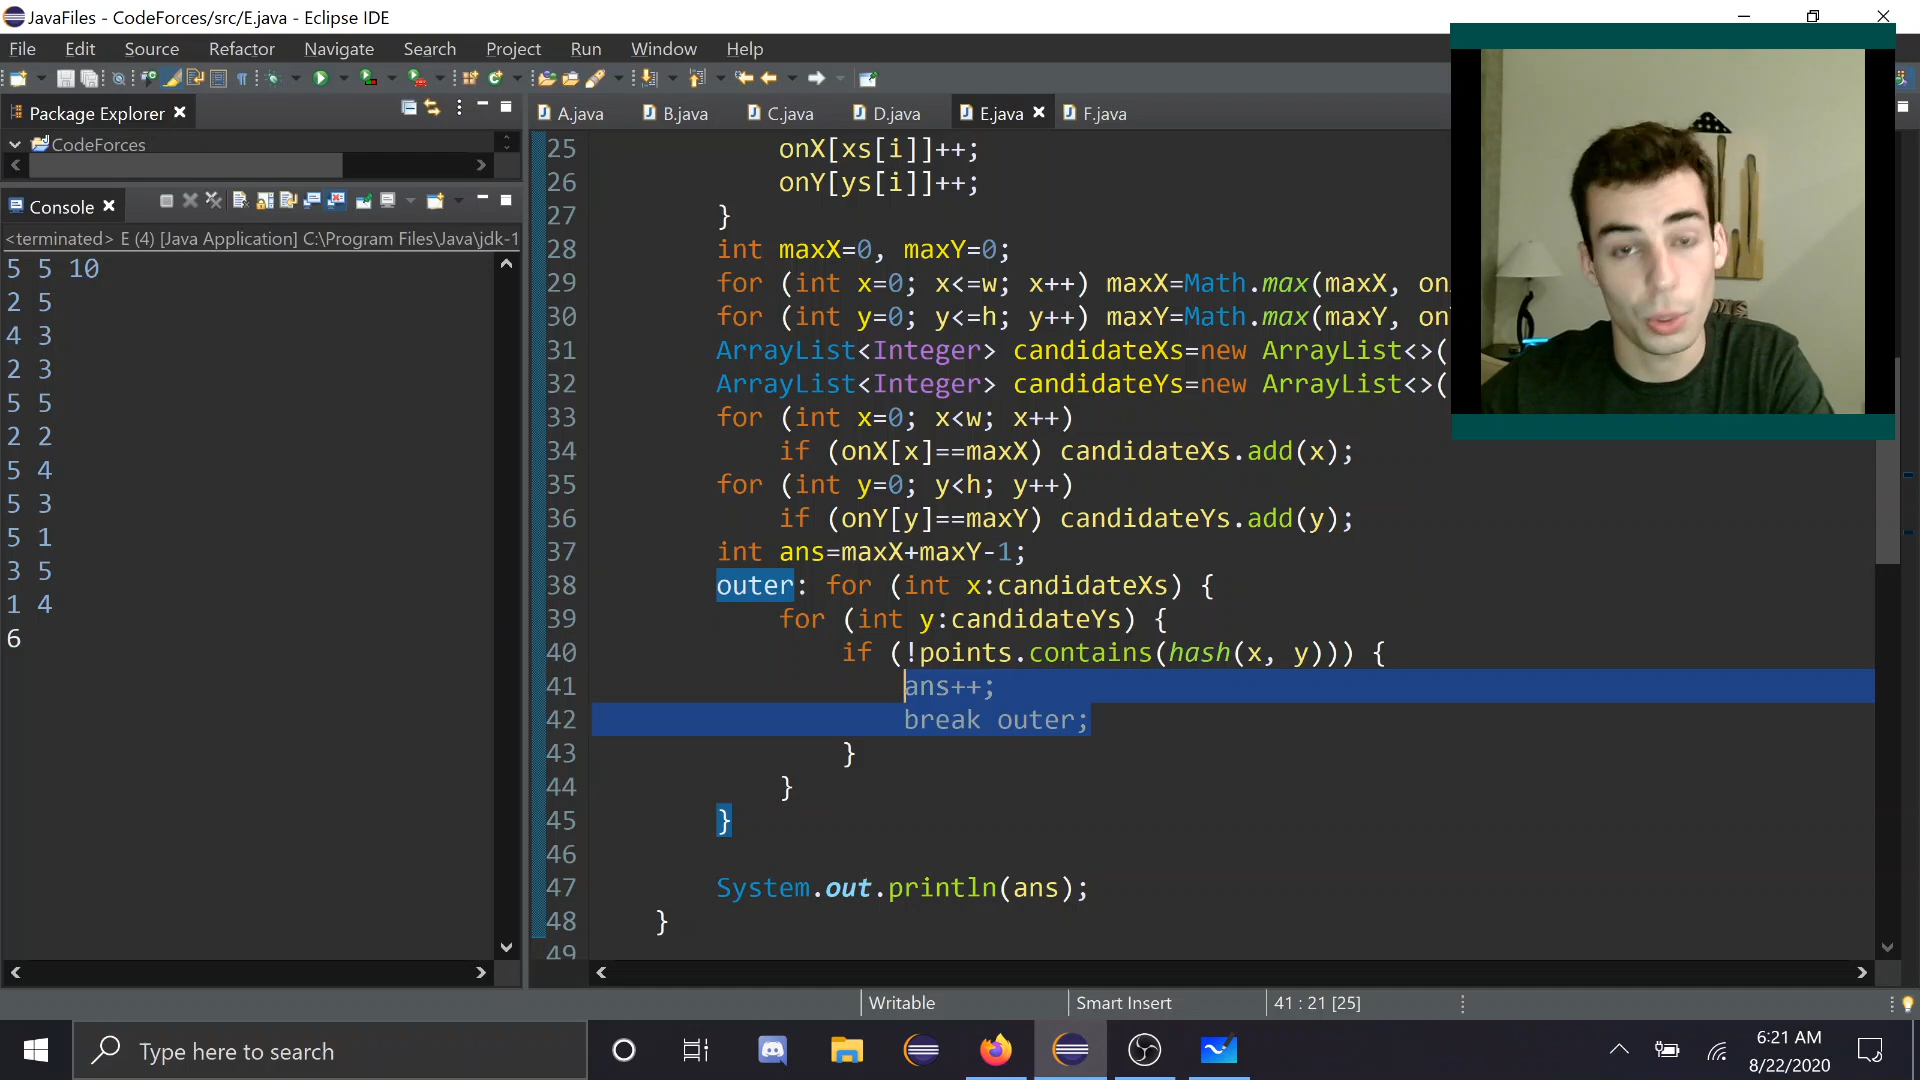 JavaFiles - CodeForces/src/E.java - Eclipse IDE
File Edit Source Refactor Navigate Search Project Run Window Help
Package Explorer
CodeForces
Console
<terminated> E (4) [Java Application] C:\Program Files\Java\jdk-1
5 5 10
2 5
4 3
2 3
5 5
2 2
5 4
5 3
5 1
3 5
1 4
6
A.java B.java C.java D.java E.java F.java
25 onX[xs[i]]++;
26 onY[ys[i]]++;
27 }
28 int maxX=0, maxY=0;
29 for (int x=0; x<=w; x++) maxX=Math.max(maxX, on
30 for (int y=0; y<=h; y++) maxY=Math.max(maxY, on
31 ArrayList<Integer> candidateXs=new ArrayList<>(
32 ArrayList<Integer> candidateYs=new ArrayList<>(
33 for (int x=0; x<w; x++)
34 if (onX[x]==maxX) candidateXs.add(x);
35 for (int y=0; y<h; y++)
36 if (onY[y]==maxY) candidateYs.add(y);
37 int ans=maxX+maxY-1;
38 outer: for (int x:candidateXs) {
39 for (int y:candidateYs) {
40 if (!points.contains(hash(x, y))) {
41 ans++;
42 break outer;
43 }
44 }
45 }
46
47 System.out.println(ans);
48 }
49
Writable Smart Insert 41 : 21 [25]
Type here to search
6:21 AM
8/22/2020